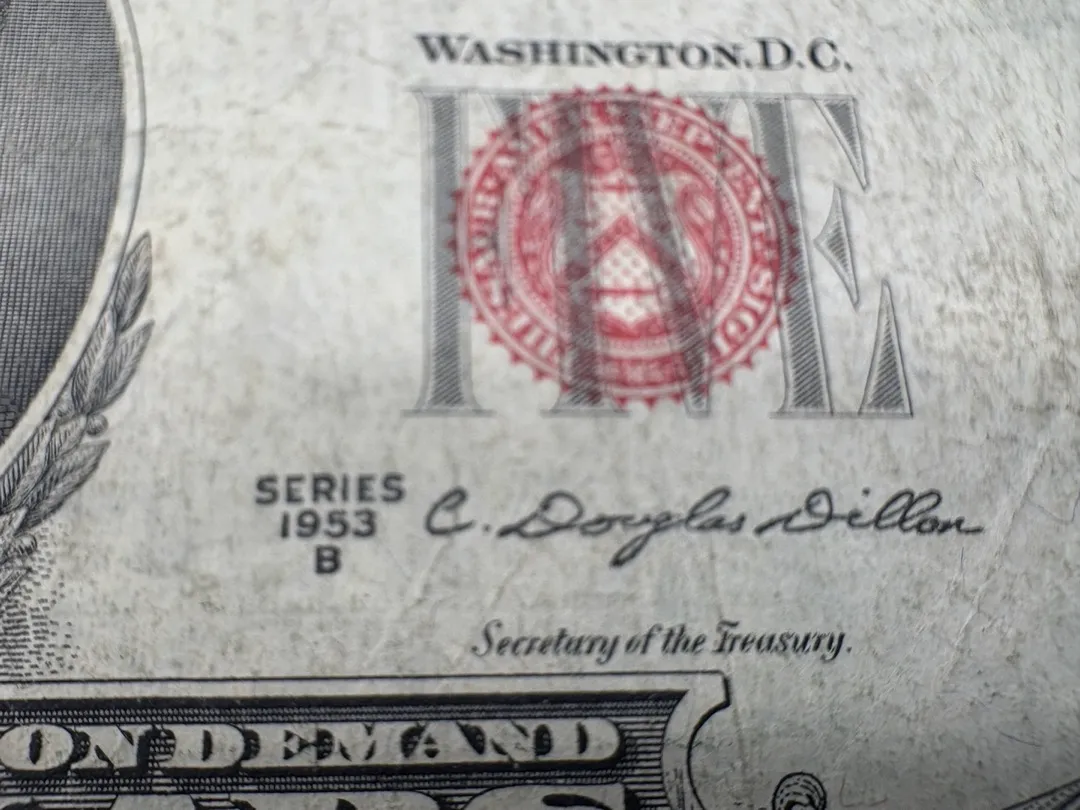 WASHINGTON, D.C.
FIVE
SERIES
1953
B
C. Douglas Dillon
Secretary of the Treasury.
ON DEMAND